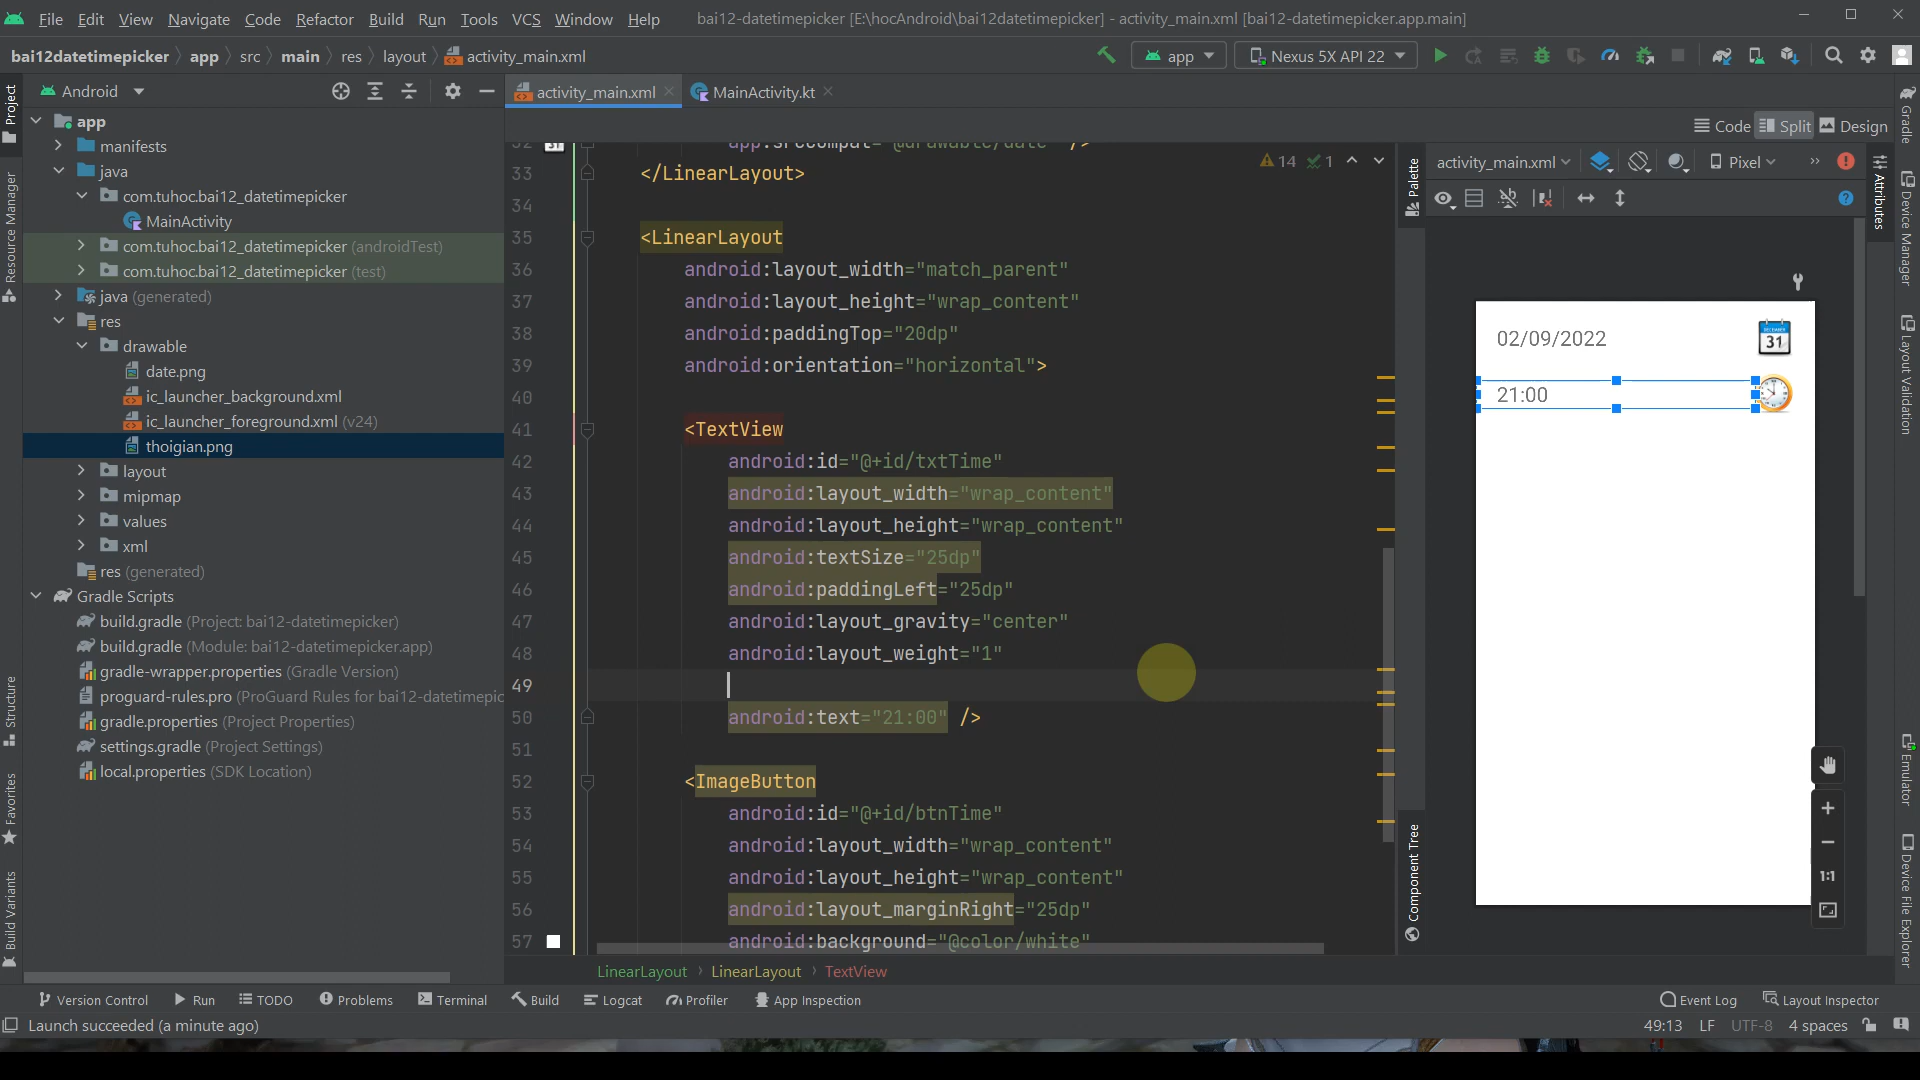 File Edit View Navigate Code Refactor Build Run Tools VCS Window Help bai12-datetimepicker [E:\hocAndroid\bai12datetimepicker] - activity_main.xml [bai12-datetimepicker.app.main]
bai12datetimepicker app src main res layout activity_main.xml app Nexus 5X API 22
Android activity_main.xml MainActivity.kt
Code Split Design
app
manifests
java
com.tuhoc.bai12_datetimepicker
MainActivity
com.tuhoc.bai12_datetimepicker (androidTest)
com.tuhoc.bai12_datetimepicker (test)
java (generated)
res
drawable
date.png
ic_launcher_background.xml
ic_launcher_foreground.xml (v24)
thoigian.png
layout
mipmap
values
xml
res (generated)
Gradle Scripts
build.gradle (Project: bai12-datetimepicker)
build.gradle (Module: bai12-datetimepicker.app)
gradle-wrapper.properties (Gradle Version)
proguard-rules.pro (ProGuard Rules for bai12-datetimepic
gradle.properties (Project Properties)
settings.gradle (Project Settings)
local.properties (SDK Location)
Project
Resource Manager
Structure
Favorites
Build Variants
14 1
33 </LinearLayout>
34
35 <LinearLayout
36 android:layout_width="match_parent"
37 android:layout_height="wrap_content"
38 android:paddingTop="20dp"
39 android:orientation="horizontal">
40
41 <TextView
42 android:id="@+id/txtTime"
43 android:layout_width="wrap_content"
44 android:layout_height="wrap_content"
45 android:textSize="25dp"
46 android:paddingLeft="25dp"
47 android:layout_gravity="center"
48 android:layout_weight="1"
49
50 android:text="21:00" />
51
52 <ImageButton
53 android:id="@+id/btnTime"
54 android:layout_width="wrap_content"
55 android:layout_height="wrap_content"
56 android:layout_marginRight="25dp"
57 android:background="@color/white"
LinearLayout LinearLayout TextView
Palette
Component Tree
activity_main.xml Pixel
02/09/2022
31
21:00
1:1
Attributes
Gradle
Device Manager
Layout Validation
Emulator
Device File Explorer
Version Control Run TODO Problems Terminal Build Logcat Profiler App Inspection Event Log Layout Inspector
Launch succeeded (a minute ago) 49:13 LF UTF-8 4 spaces